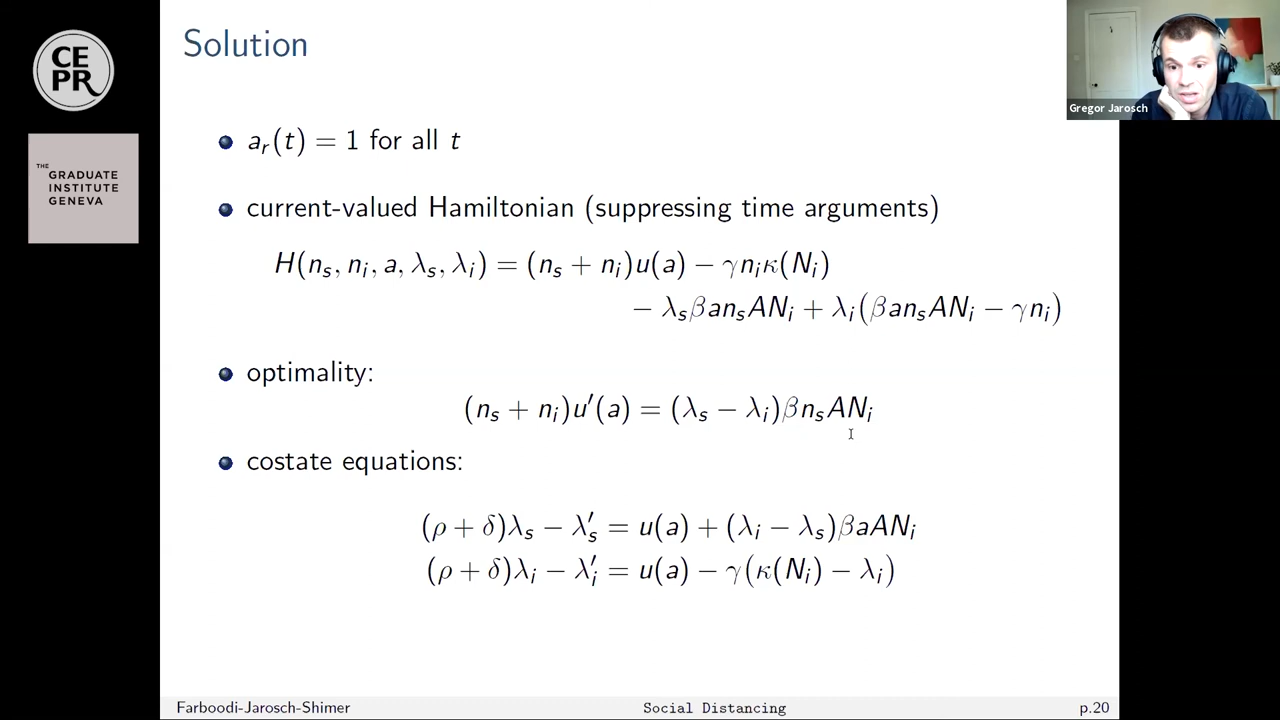 Solution
CE
PR
THE
GRADUATE
INSTITUTE
GENEVA
Gregor Jarosch
a_r(t) = 1 for all t
current-valued Hamiltonian (suppressing time arguments)
H(n_s, n_i, a, λ_s, λ_i) = (n_s + n_i)u(a) − γn_iκ(N_i)
− λ_sβan_sAN_i + λ_i(βan_sAN_i − γn_i)
optimality:
(n_s + n_i)u′(a) = (λ_s − λ_i)βn_sAN_i
costate equations:
(ρ + δ)λ_s − λ′_s = u(a) + (λ_i − λ_s)βaAN_i
(ρ + δ)λ_i − λ′_i = u(a) − γ(κ(N_i) − λ_i)
Farboodi-Jarosch-Shimer
Social Distancing
p.20